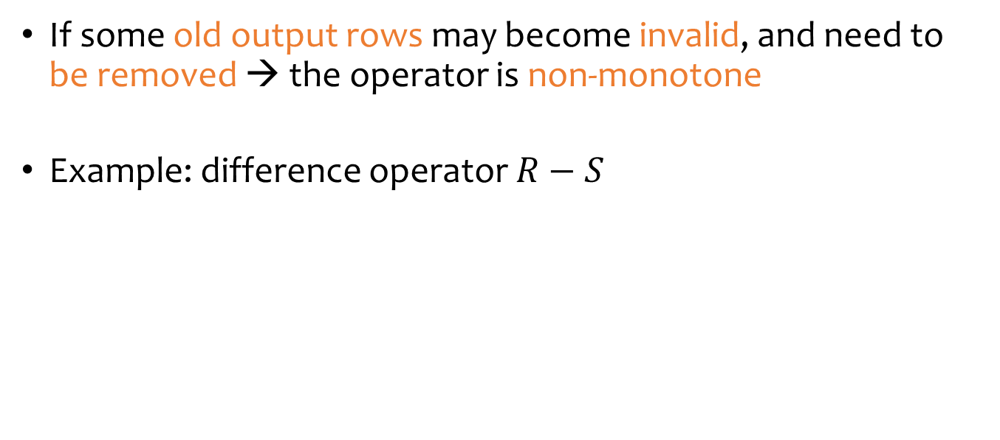 • If some old output rows may become invalid, and need to
be removed → the operator is non-monotone
• Example: difference operator 𝑅 − 𝑆